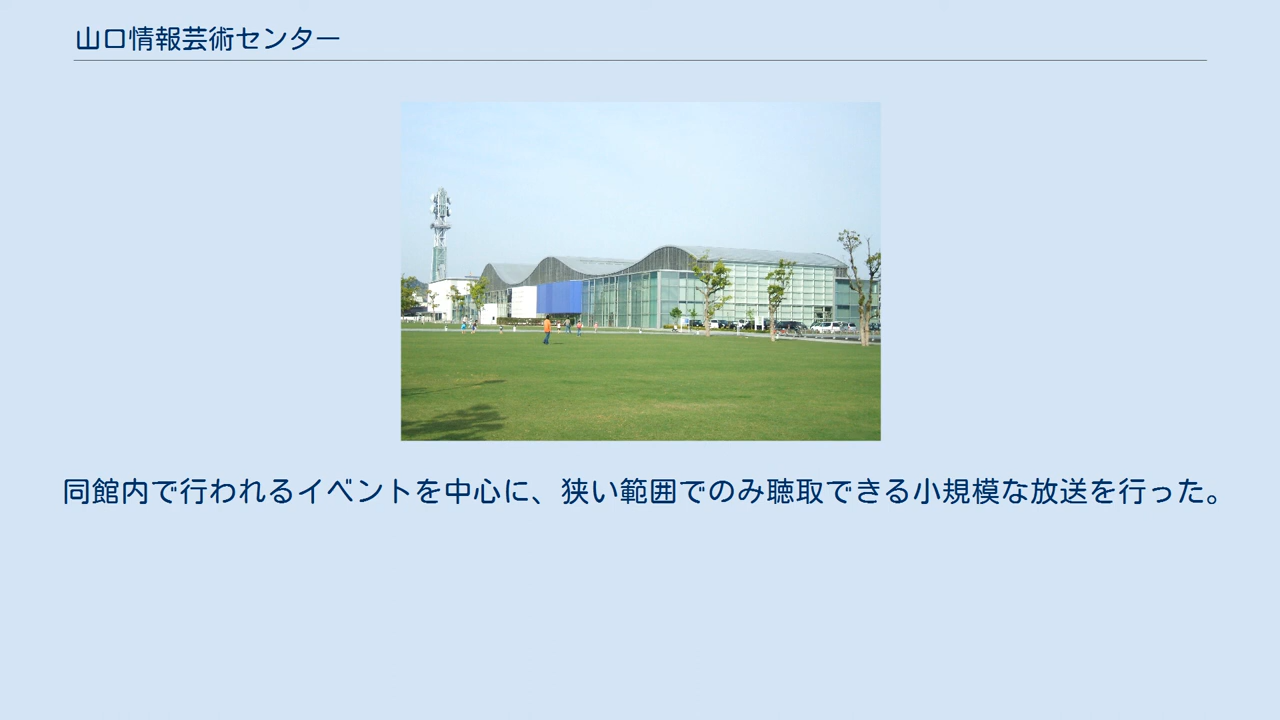 山口情報芸術センター
同館内で行われるイベントを中心に、狭い範囲でのみ聴取できる小規模な放送を行った。